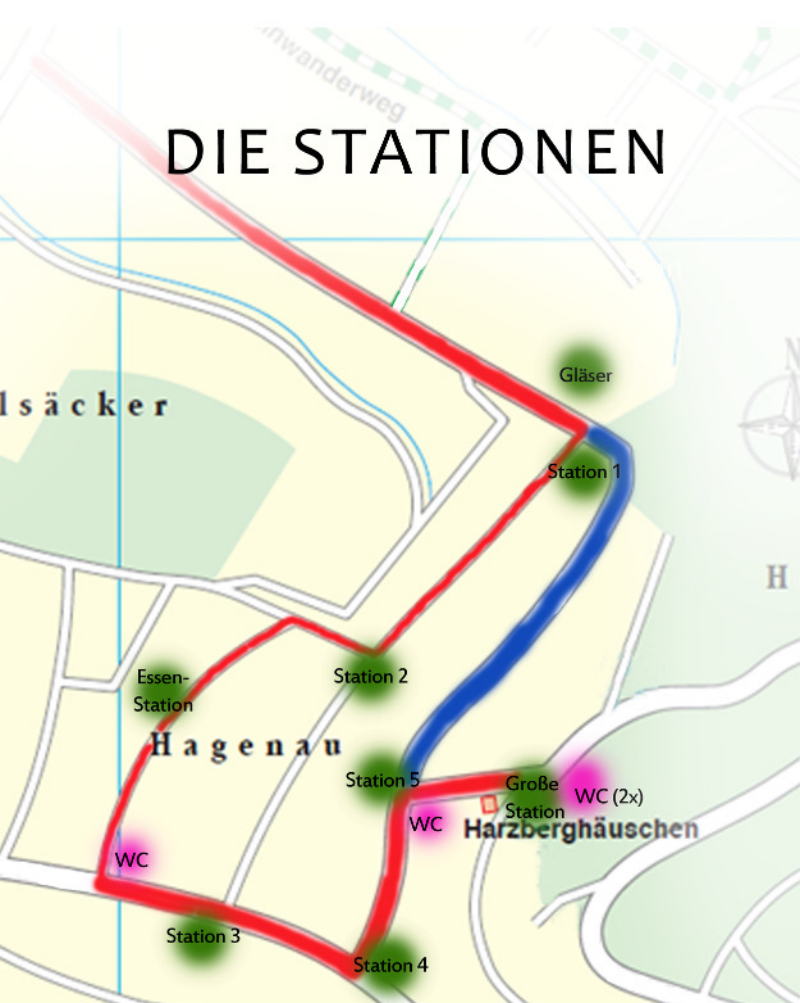 nwanderweg
DIE STATIONEN
Gläser
N
lsäcker
Station 1
H
Station 2
Essen-
Station
Hagenau
Station 5
Große
Station
WC (2x)
WC
Harzberghäuschen
WC
Station 3
Station 4